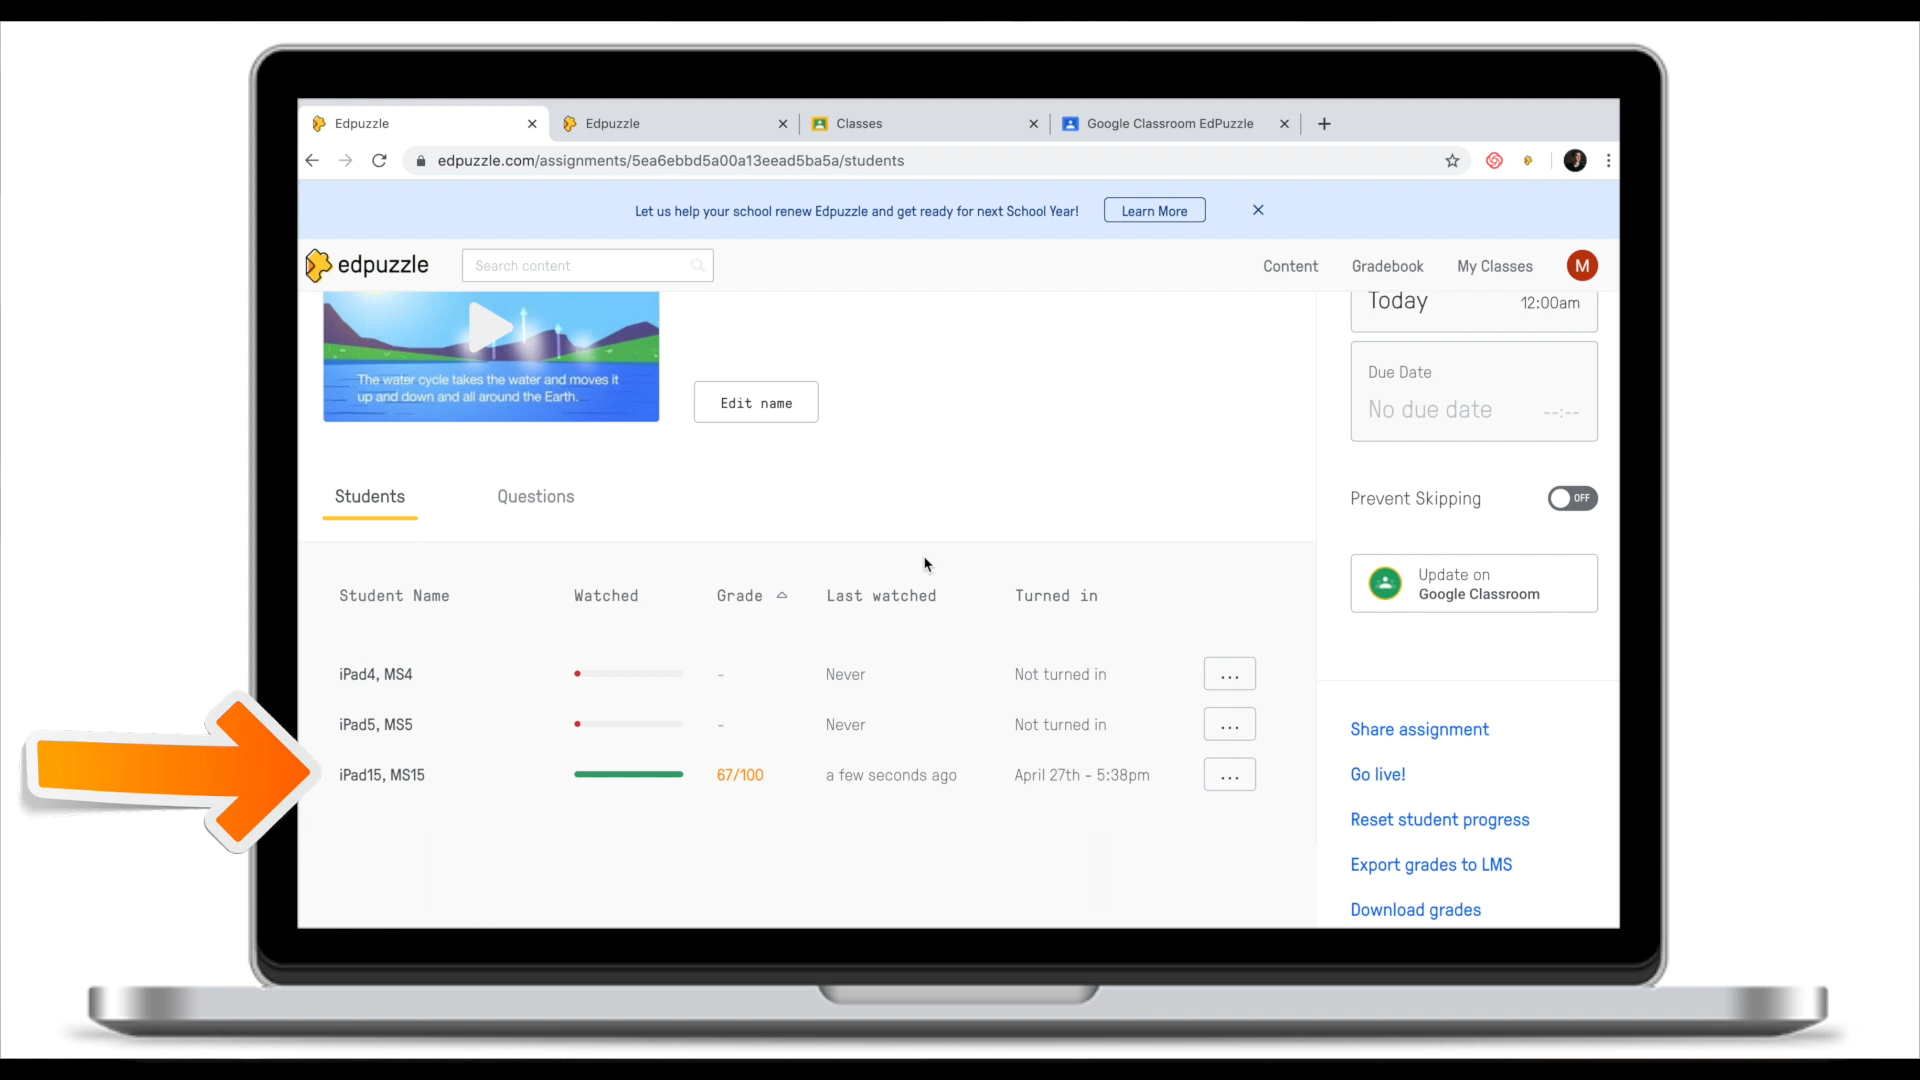 Edpuzzle
Edpuzzle
Classes
Google Classroom EdPuzzle
edpuzzle.com/assignments/5ea6ebbd5a00a13eead5ba5a/students
Let us help your school renew Edpuzzle and get ready for next School Year!
Learn More
edpuzzle
Search content
Content
Gradebook
My Classes
M
The water cycle takes the water and moves it
up and down and all around the Earth.
Edit name
Today
12:00am
Due Date
No due date
--:--
Students
Questions
Prevent Skipping
OFF
Update on
Google Classroom
Student Name
Watched
Grade
Last watched
Turned in
iPad4, MS4
-
Never
Not turned in
...
iPad5, MS5
-
Never
Not turned in
...
iPad15, MS15
67/100
a few seconds ago
April 27th - 5:38pm
...
Share assignment
Go live!
Reset student progress
Export grades to LMS
Download grades